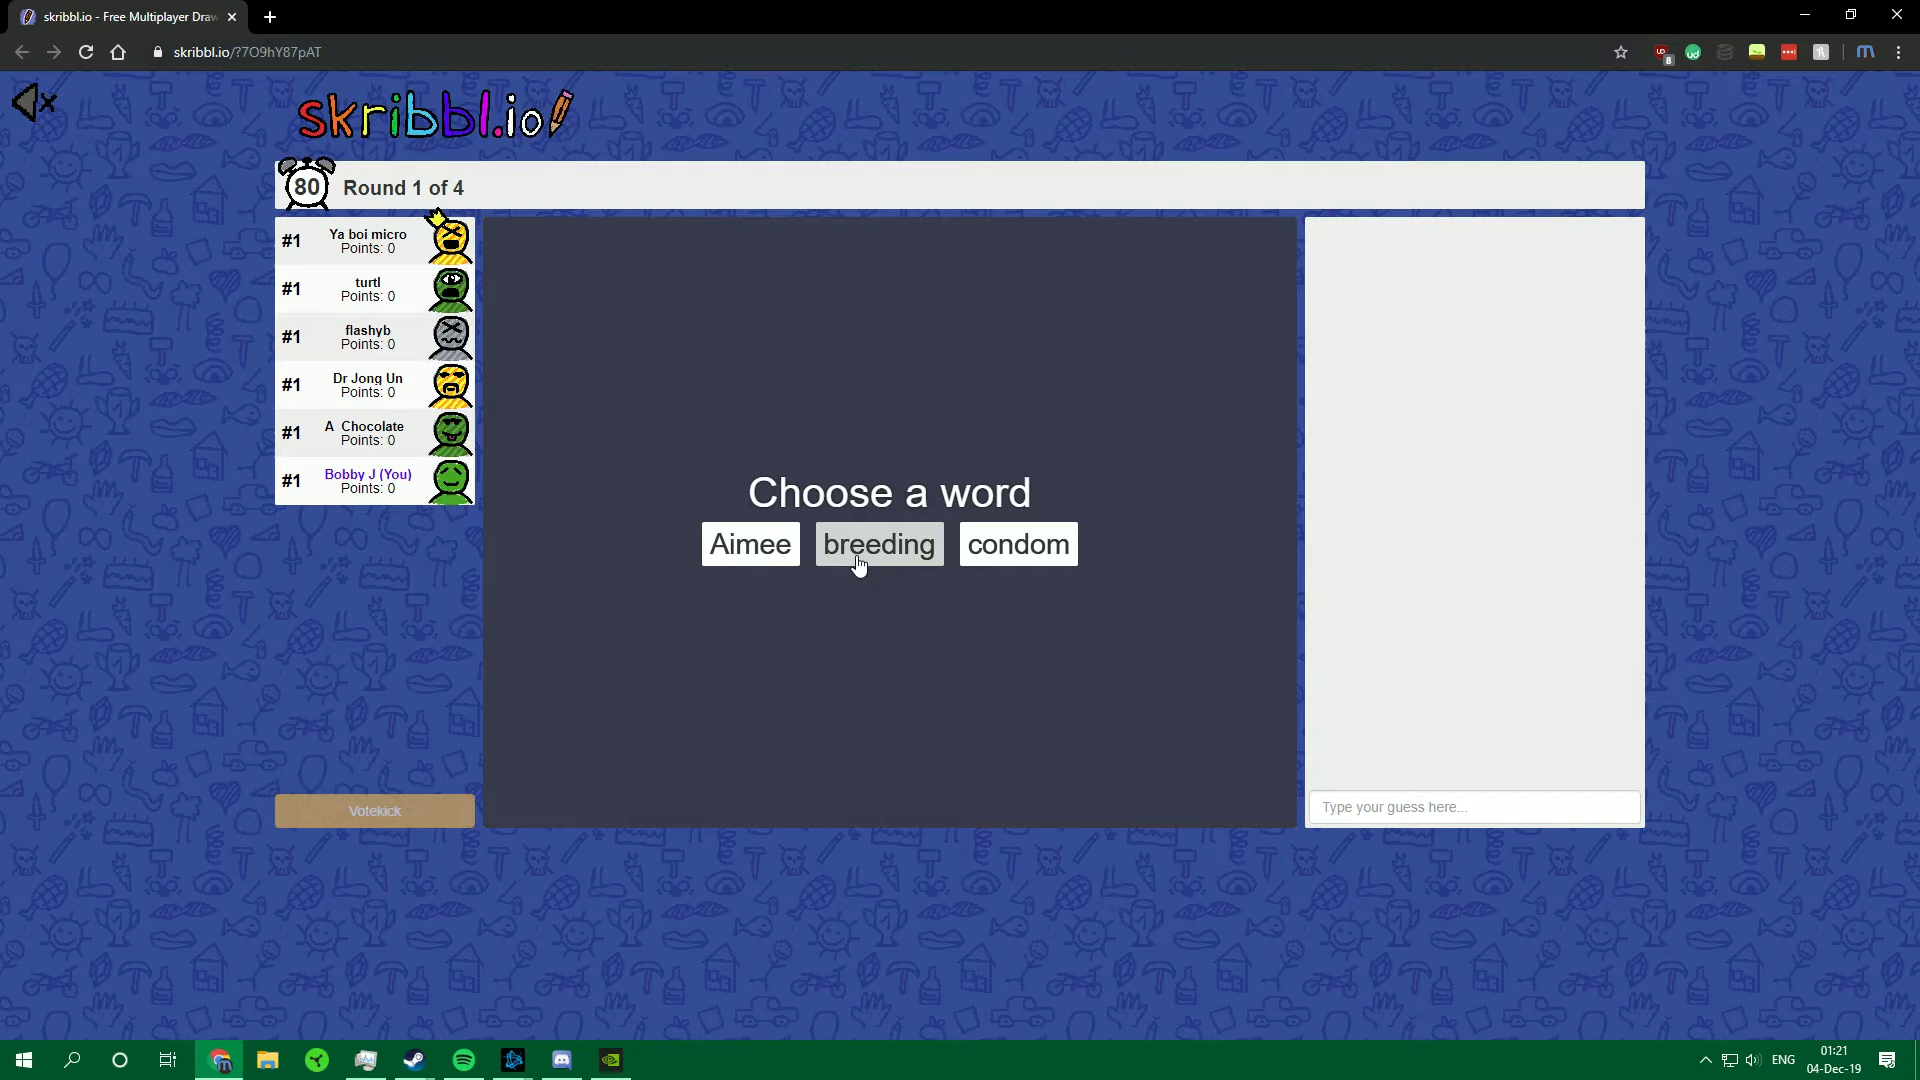 skribbl.io - Free Multiplayer Draw
skribbl.io/?7O9hY87pAT
8
skribbl.io
80
Round 1 of 4
#1
Ya boi micro
Points: 0
#1
turtl
Points: 0
#1
flashyb
Points: 0
#1
Dr Jong Un
Points: 0
#1
A Chocolate
Points: 0
#1
Bobby J (You)
Points: 0
Choose a word
Aimee breeding condom
Votekick
Type your guess here...
ENG
01:21
04-Dec-19